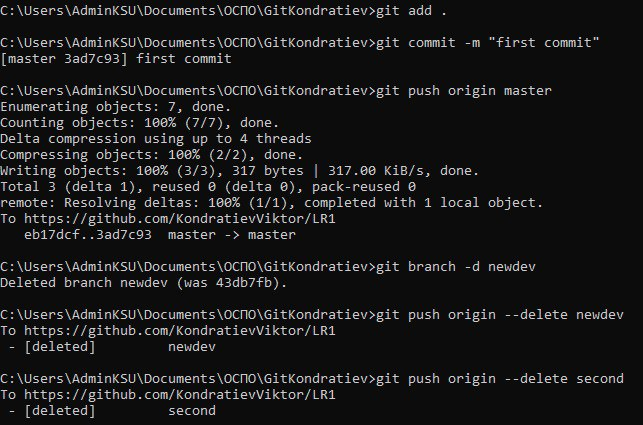 C:\Users\AdminKSU\Documents\ОСПО\GitKondratiev>git add .
C:\Users\AdminKSU\Documents\ОСПО\GitKondratiev>git commit -m "first commit"
[master 3ad7c93] first commit
C:\Users\AdminKSU\Documents\ОСПО\GitKondratiev>git push origin master
Enumerating objects: 7, done.
Counting objects: 100% (7/7), done.
Delta compression using up to 4 threads
Compressing objects: 100% (2/2), done.
Writing objects: 100% (3/3), 317 bytes | 317.00 KiB/s, done.
Total 3 (delta 1), reused 0 (delta 0), pack-reused 0
remote: Resolving deltas: 100% (1/1), completed with 1 local object.
To https://github.com/KondratievViktor/LR1
   eb17dcf..3ad7c93  master -> master
C:\Users\AdminKSU\Documents\ОСПО\GitKondratiev>git branch -d newdev
Deleted branch newdev (was 43db7fb).
C:\Users\AdminKSU\Documents\ОСПО\GitKondratiev>git push origin --delete newdev
To https://github.com/KondratievViktor/LR1
 - [deleted]         newdev
C:\Users\AdminKSU\Documents\ОСПО\GitKondratiev>git push origin --delete second
To https://github.com/KondratievViktor/LR1
 - [deleted]         second